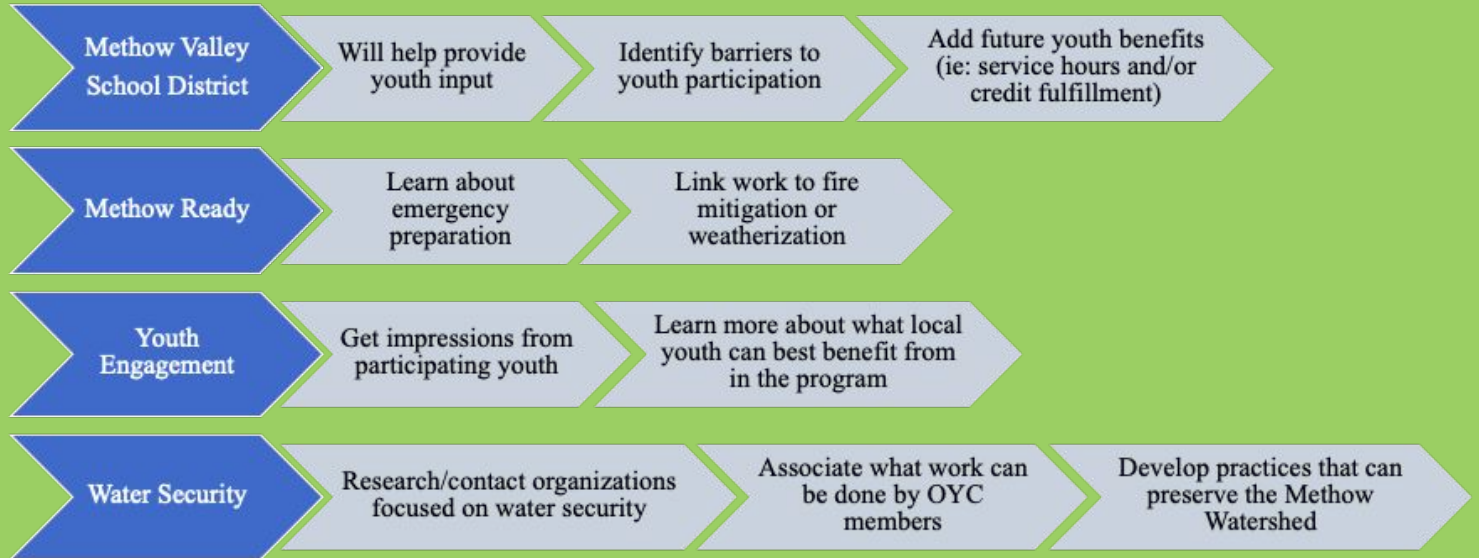 Methow Valley
School District
Will help provide
youth input
Identify barriers to
youth participation
Add future youth benefits
(ie: service hours and/or
credit fulfillment)
Methow Ready
Learn about
emergency
preparation
Link work to fire
mitigation or
weatherization
Youth
Engagement
Get impressions from
participating youth
Learn more about what local
youth can best benefit from
in the program
Water Security
Research/contact organizations
focused on water security
Associate what work can
be done by OYC
members
Develop practices that can
preserve the Methow
Watershed